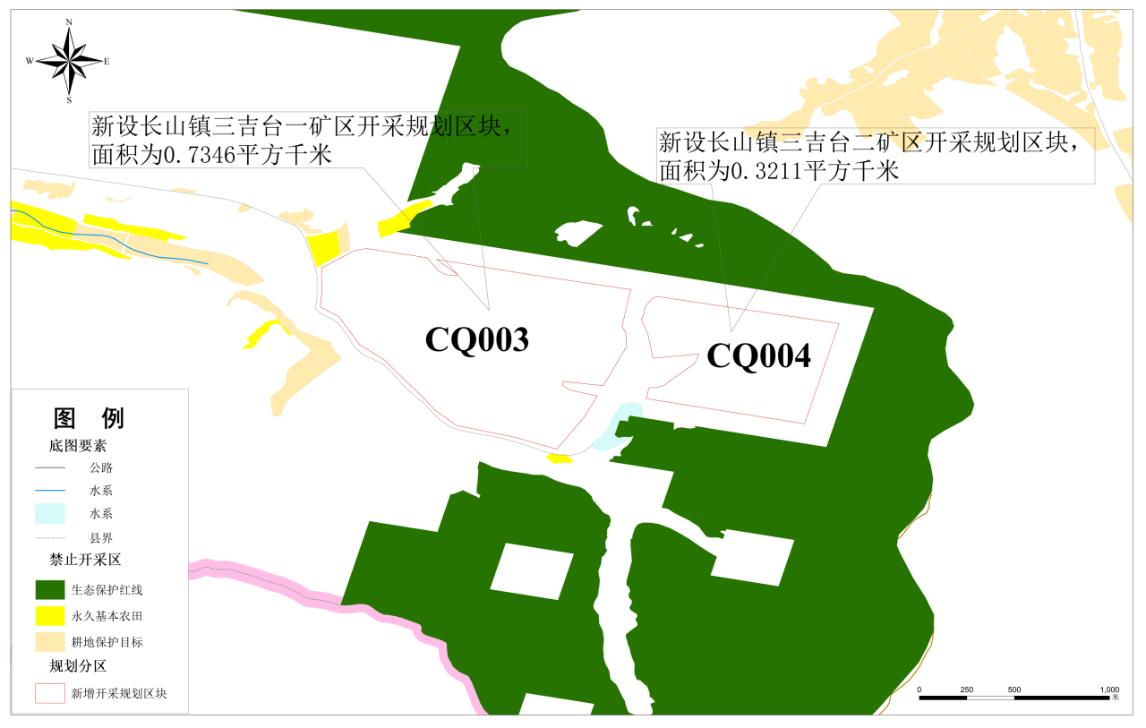 N
W E
S
新设长山镇三吉台一矿区开采规划区块，
面积为0.7346平方千米
新设长山镇三吉台二矿区开采规划区块，
面积为0.3211平方千米
CQ003
CQ004
图 例
底图要素
公路
水系
水系
县界
禁止开采区
生态保护红线
永久基本农田
耕地保护目标
规划分区
新增开采规划区块
0 250 500 1,000
米